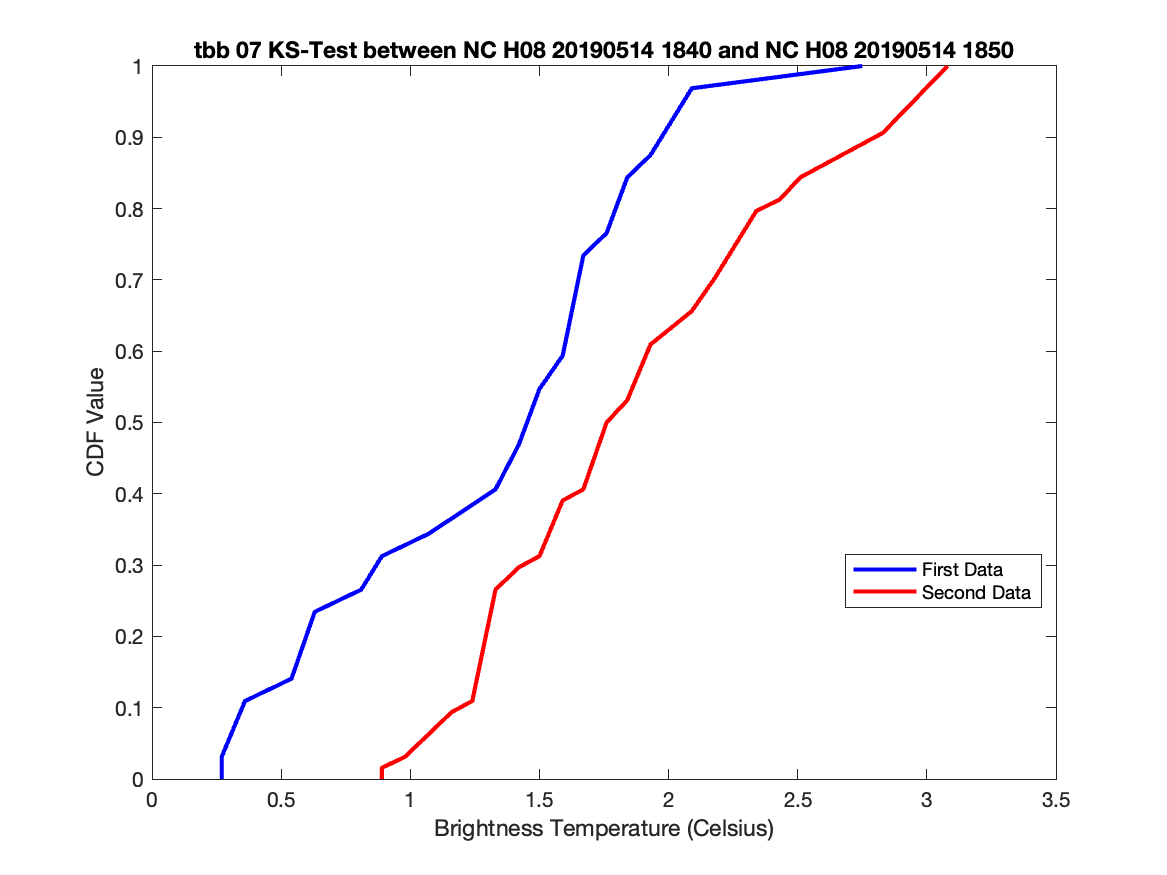 tbb 07 KS-Test between NC H08 20190514 1840 and NC H08 20190514 1850
1
0.9
0.8
0.7
0.6
0.5
0.4
0.3
0.2
0.1
0
CDF Value
First Data
Second Data
0 0.5 1 1.5 2 2.5 3 3.5
Brightness Temperature (Celsius)